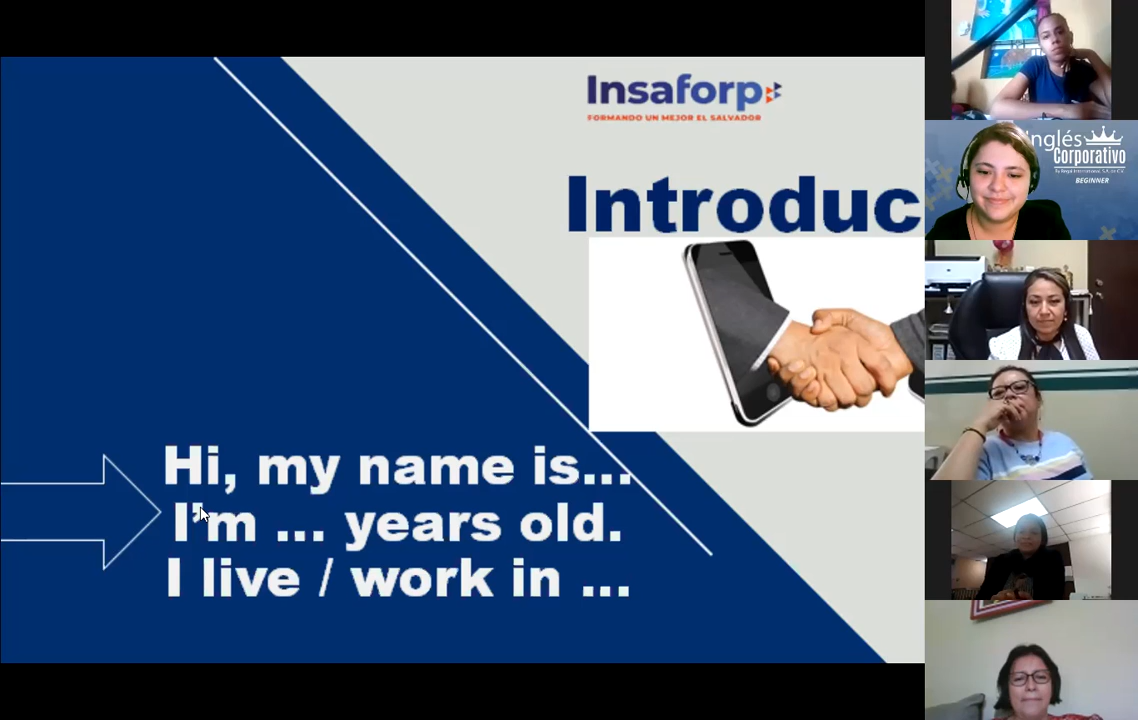 Insaforp
FORMANDO UN MEJOR EL SALVADOR
Introduc
Hi, my name is...
I'm ... years old.
I live / work in ...
Inglés
Corporativo
BEGINNER